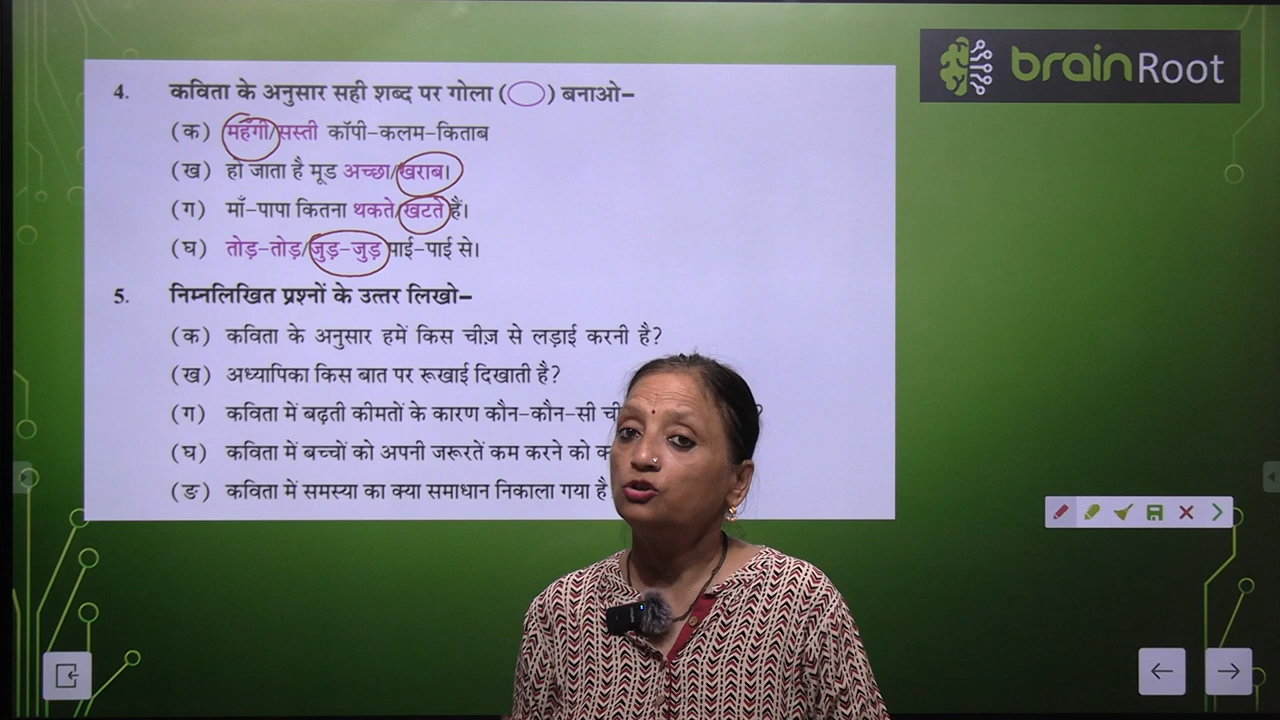 brainRoot
4. कविता के अनुसार सही शब्द पर गोला ( ) बनाओ–
(क) महँगी/सस्ती कॉपी–कलम–किताब
(ख) हो जाता है मूड अच्छा/खराब।
(ग) माँ–पापा कितना थकते/खटते हैं।
(घ) तोड़–तोड़/जुड़–जुड़ पाई–पाई से।
5. निम्नलिखित प्रश्नों के उत्तर लिखो–
(क) कविता के अनुसार हमें किस चीज़ से लड़ाई करनी है?
(ख) अध्यापिका किस बात पर रूखाई दिखाती है?
(ग) कविता में बढ़ती कीमतों के कारण कौन–कौन–सी
(घ) कविता में बच्चों को अपनी जरूरतें कम करने को
(ङ) कविता में समस्या का क्या समाधान निकाला गया है